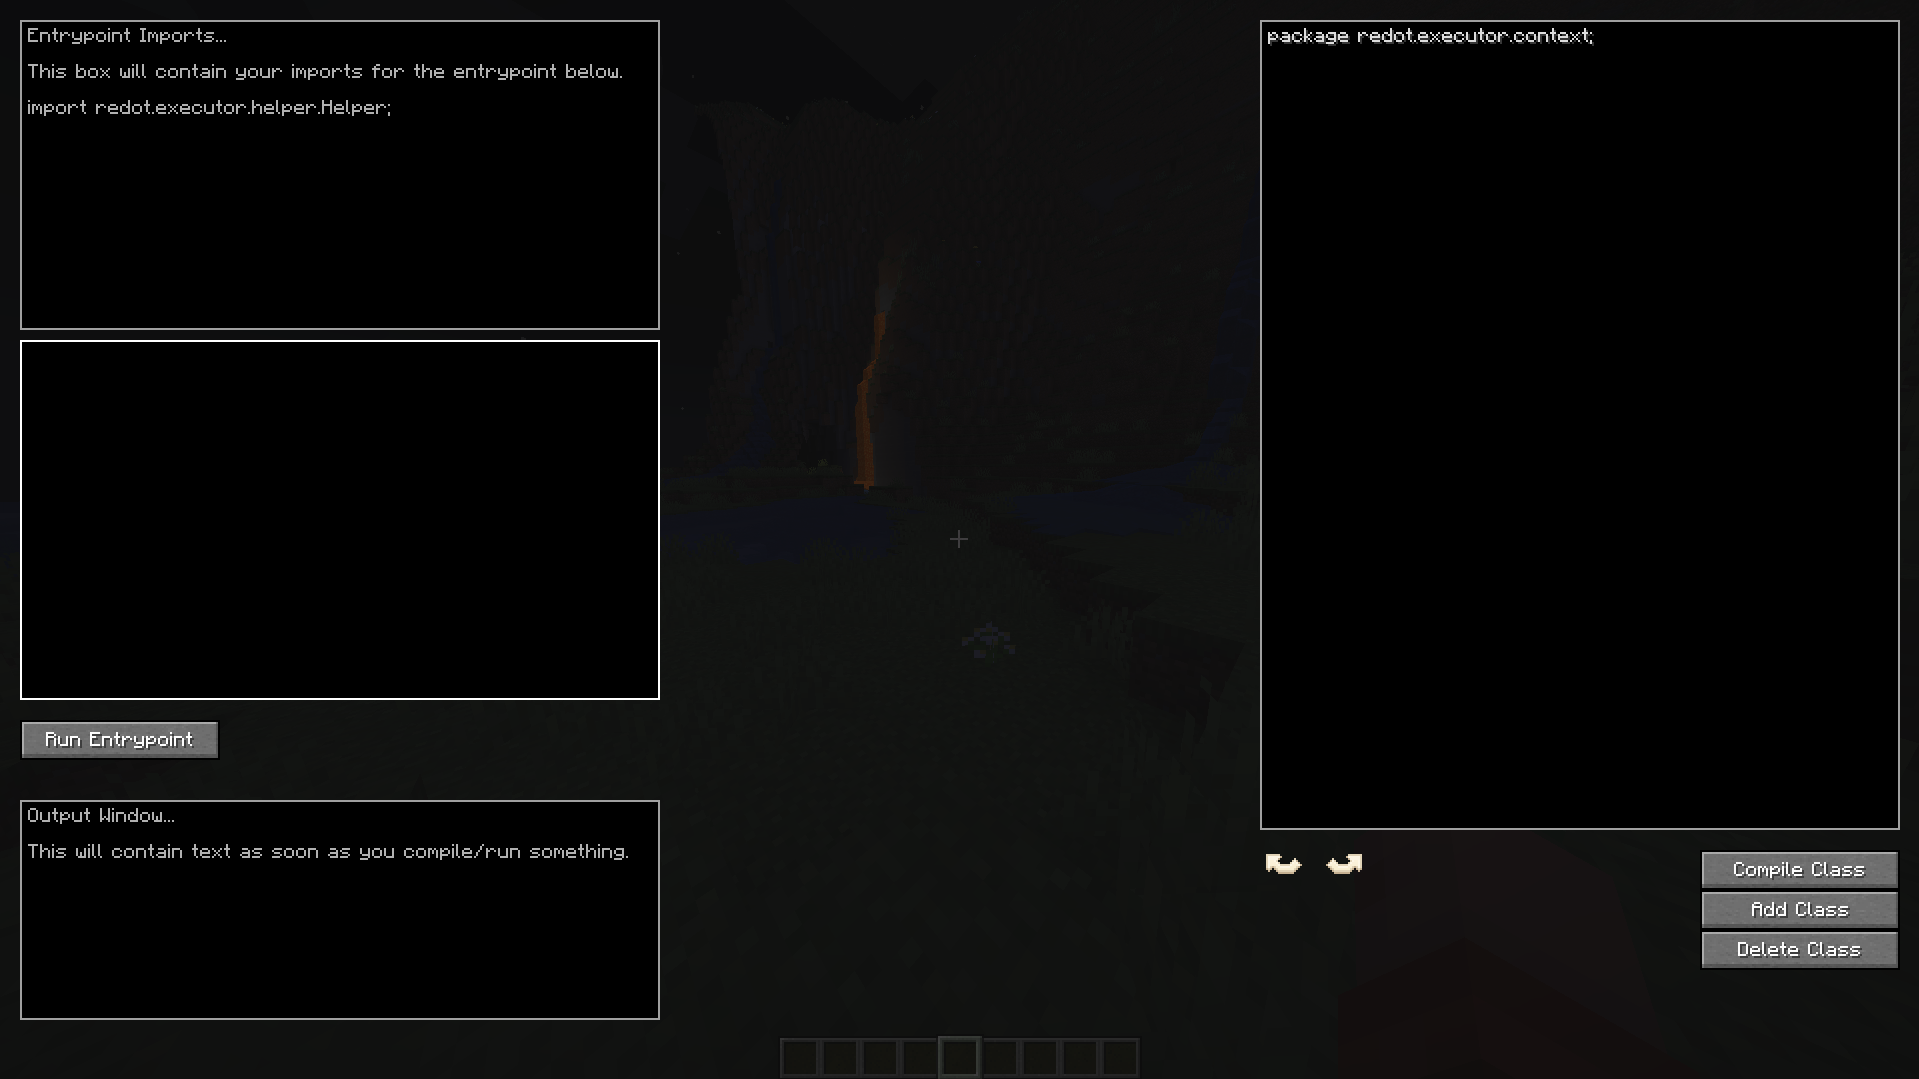 Entrypoint Imports...
This box will contain your imports for the entrypoint below.
import redot.executor.helper.Helper;
Run Entrypoint
Output Window...
This will contain text as soon as you compile/run something.
package redot.executor.context;
Compile Class
Add Class
Delete Class